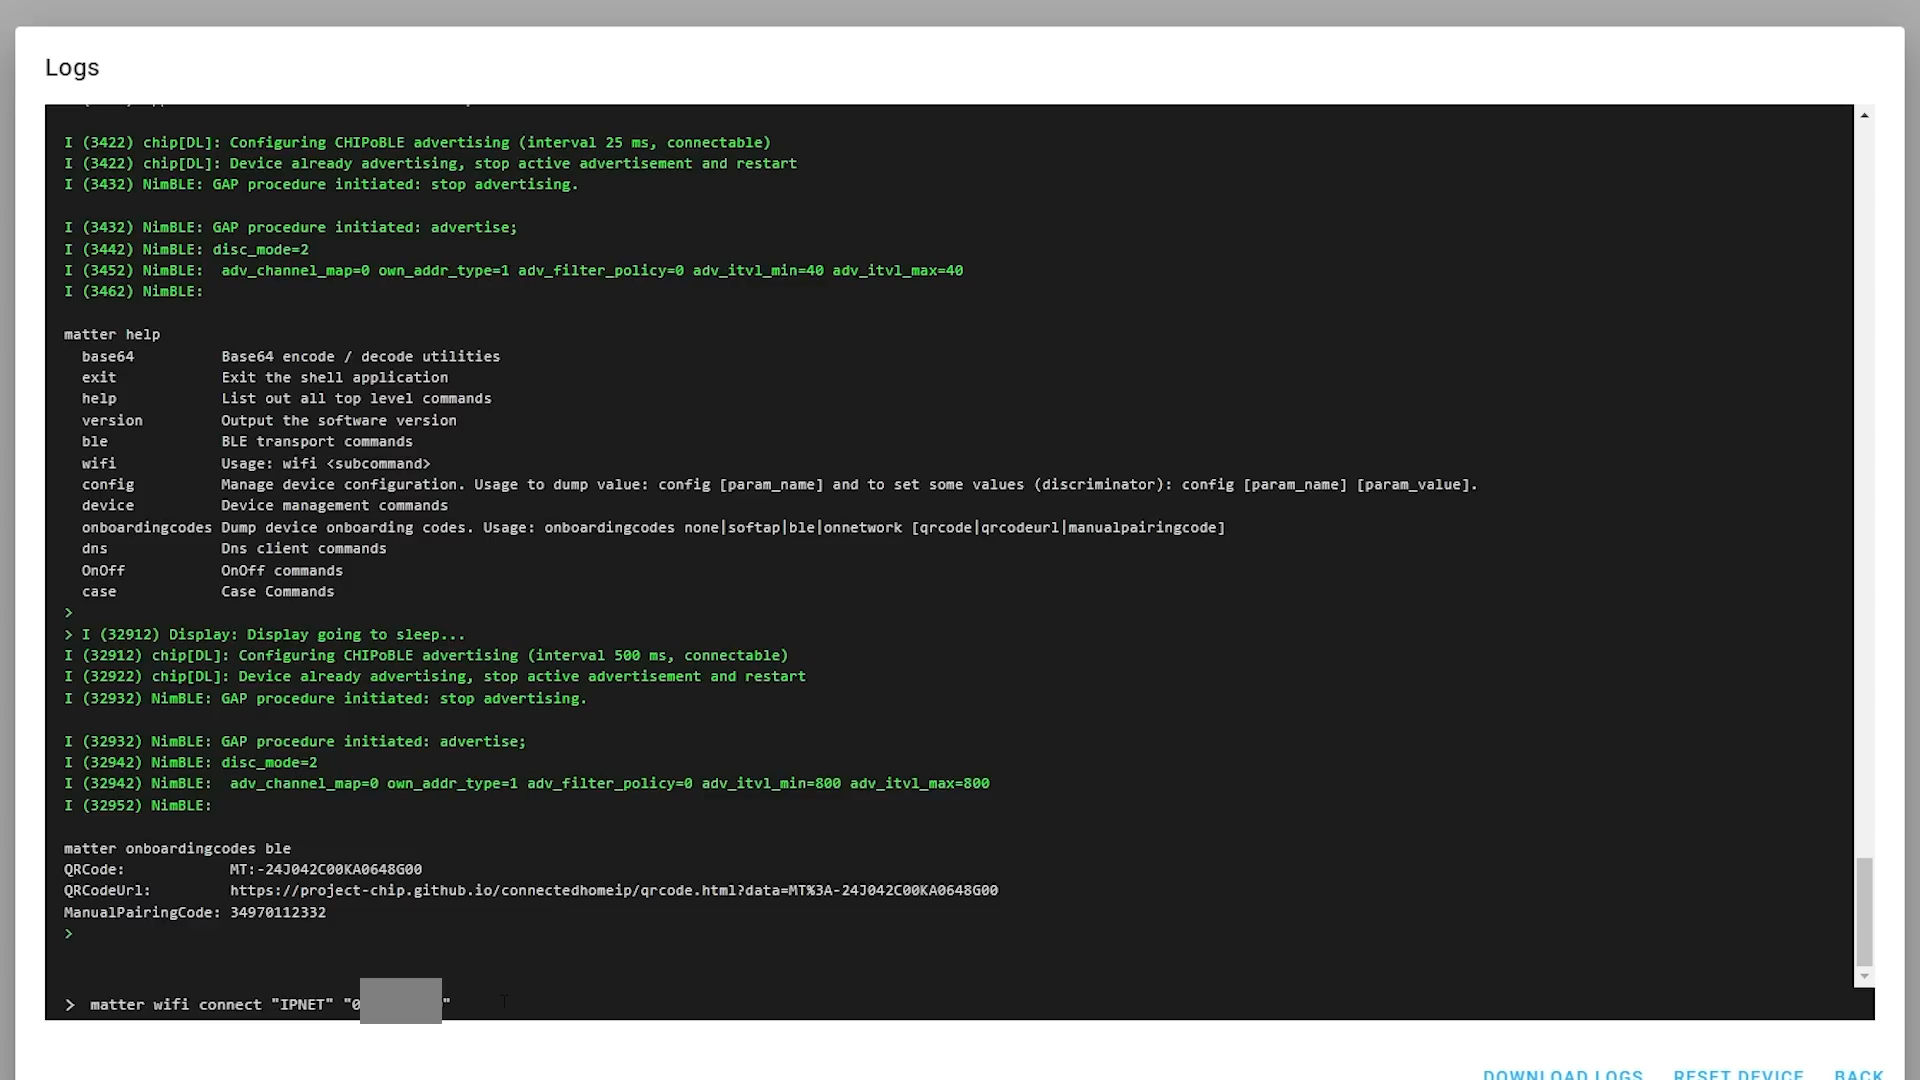 Logs
I (3422) chip[DL]: Configuring CHIPoBLE advertising (interval 25 ms, connectable)
I (3422) chip[DL]: Device already advertising, stop active advertisement and restart
I (3432) NimBLE: GAP procedure initiated: stop advertising.
I (3432) NimBLE: GAP procedure initiated: advertise;
I (3442) NimBLE: disc_mode=2
I (3452) NimBLE:  adv_channel_map=0 own_addr_type=1 adv_filter_policy=0 adv_itvl_min=40 adv_itvl_max=40
I (3462) NimBLE:
matter help
base64 Base64 encode / decode utilities
exit Exit the shell application
help List out all top level commands
version Output the software version
ble BLE transport commands
wifi Usage: wifi <subcommand>
config Manage device configuration. Usage to dump value: config [param_name] and to set some values (discriminator): config [param_name] [param_value].
device Device management commands
onboardingcodes Dump device onboarding codes. Usage: onboardingcodes none|softap|ble|onnetwork [qrcode|qrcodeurl|manualpairingcode]
dns Dns client commands
OnOff OnOff commands
case Case Commands
>
> I (32912) Display: Display going to sleep...
I (32912) chip[DL]: Configuring CHIPoBLE advertising (interval 500 ms, connectable)
I (32922) chip[DL]: Device already advertising, stop active advertisement and restart
I (32932) NimBLE: GAP procedure initiated: stop advertising.
I (32932) NimBLE: GAP procedure initiated: advertise;
I (32942) NimBLE: disc_mode=2
I (32942) NimBLE:  adv_channel_map=0 own_addr_type=1 adv_filter_policy=0 adv_itvl_min=800 adv_itvl_max=800
I (32952) NimBLE:
matter onboardingcodes ble
QRCode: MT:-24J042C00KA0648G00
QRCodeUrl: https://project-chip.github.io/connectedhomeip/qrcode.html?data=MT%3A-24J042C00KA0648G00
ManualPairingCode: 34970112332
>
> matter wifi connect "IPNET" "0 "
DOWNLOAD LOGS RESET DEVICE BACK